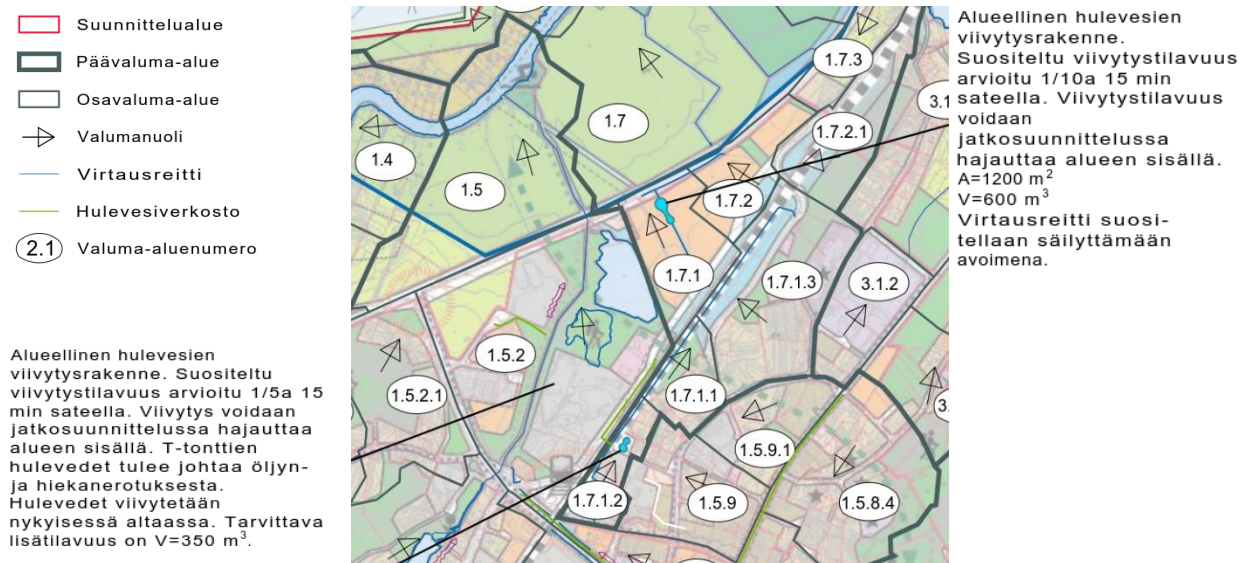 Suunnittelualue
Päävaluma-alue
Osavaluma-alue
Valumanuoli
Virtausreitti
Hulevesiverkosto
2.1 Valuma-aluenumero
Alueellinen hulevesien
viivytysrakenne. Suositeltu
viivytystilavuus arvioitu 1/5a 15
min sateella. Viivytys voidaan
jatkosuunnittelussa hajauttaa
alueen sisällä. T-tonttien
hulevedet tulee johtaa öljyn-
ja hiekanerotuksesta.
Hulevedet viivytetään
nykyisessä altaassa. Tarvittava
lisätilavuus on V=350 m³.
1.7.3
3.1
1.7
1.7.2.1
1.4
1.5
1.7.2
1.7.1
1.7.1.3
3.1.2
1.5.2
1.5.2.1
1.7.1.1
3.
1.5.9.1
1.7.1.2
1.5.9
1.5.8.4
Alueellinen hulevesien
viivytysrakenne.
Suositeltu viivytystilavuus
arvioitu 1/10a 15 min
sateella. Viivytystilavuus
voidaan
jatkosuunnittelussa
hajauttaa alueen sisällä.
A=1200 m²
V=600 m³
Virtausreitti suosi-
tellaan säilyttämään
avoimena.